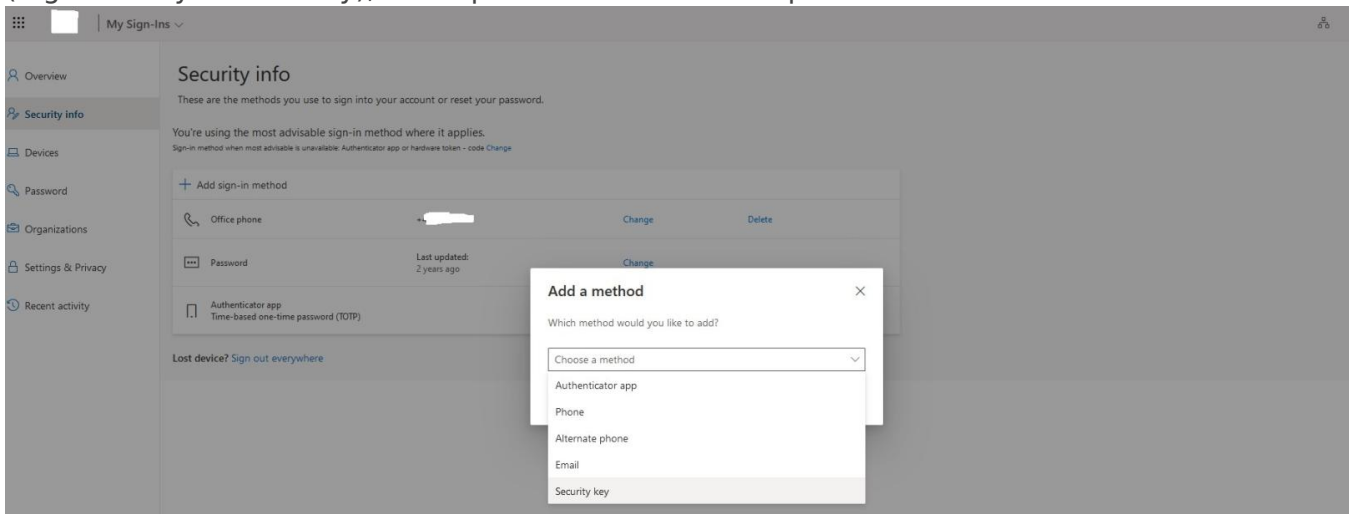 My Sign-Ins
Overview
Security info
Devices
Password
Organizations
Settings & Privacy
Recent activity
Security info
These are the methods you use to sign into your account or reset your password.
You're using the most advisable sign-in method where it applies.
Sign-in method when most advisable is unavailable: Authenticator app or hardware token - code Change
+ Add sign-in method
Office phone Change Delete
Password Last updated: Change
2 years ago
Authenticator app
Time-based one-time password (TOTP)
Lost device? Sign out everywhere
Add a method
Which method would you like to add?
Choose a method
Authenticator app
Phone
Alternate phone
Email
Security key